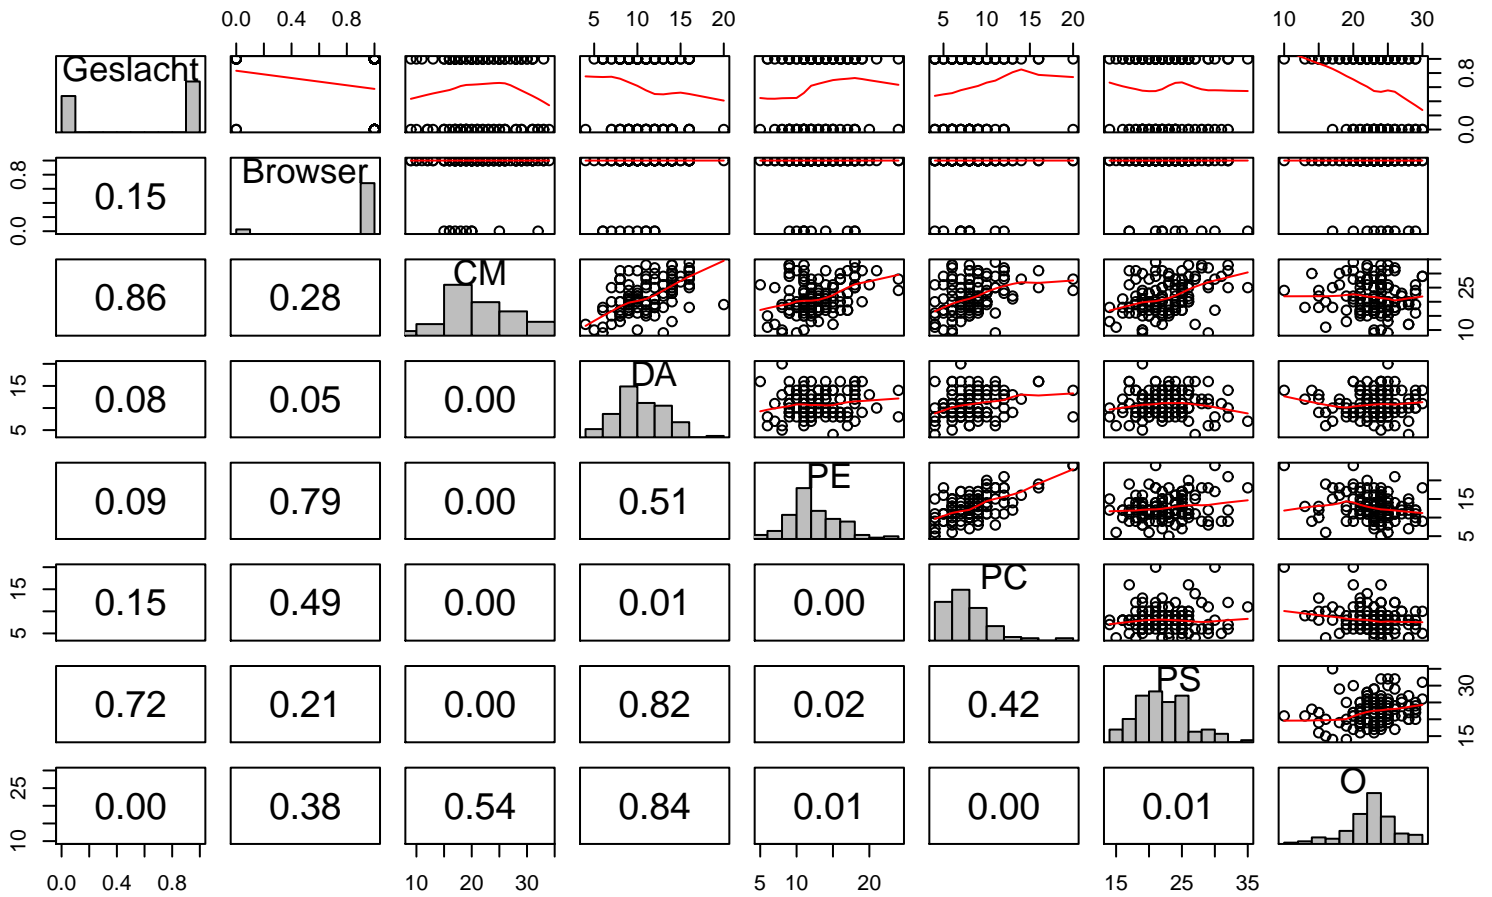 0.0 0.4 0.8 5 10 15 20 5 10 15 20 10 20 30
Geslacht
0.0 0.8
0.0 0.8
0.15 Browser
0.86 0.28 CM
10 25
5 15
0.08 0.05 0.00 DA
0.09 0.79 0.00 0.51 PE
5 15
5 15
0.15 0.49 0.00 0.01 0.00 PC
0.72 0.21 0.00 0.82 0.02 0.42 PS
15 30
10 25
0.00 0.38 0.54 0.84 0.01 0.00 0.01 O
0.0 0.4 0.8 10 20 30 5 10 20 15 25 35